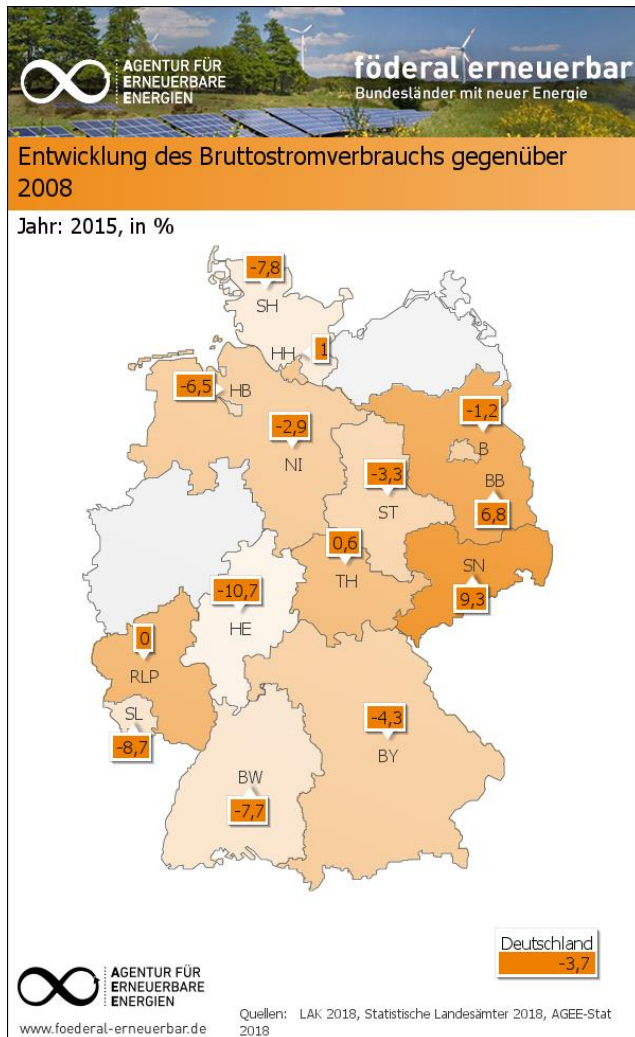 AGENTUR FÜR
ERNEUERBARE
ENERGIEN
föderal erneuerbar
Bundesländer mit neuer Energie
Entwicklung des Bruttostromverbrauchs gegenüber
2008
Jahr: 2015, in %
-7,8
SH
HH
1
-6,5
HB
-1,2
B
-2,9
NI
-3,3
ST
BB
6,8
0,6
TH
SN
9,3
-10,7
HE
0
RLP
SL
-8,7
-4,3
BY
BW
-7,7
Deutschland
-3,7
AGENTUR FÜR
ERNEUERBARE
ENERGIEN
www.foederal-erneuerbar.de
Quellen: LAK 2018, Statistische Landesämter 2018, AGEE-Stat
2018